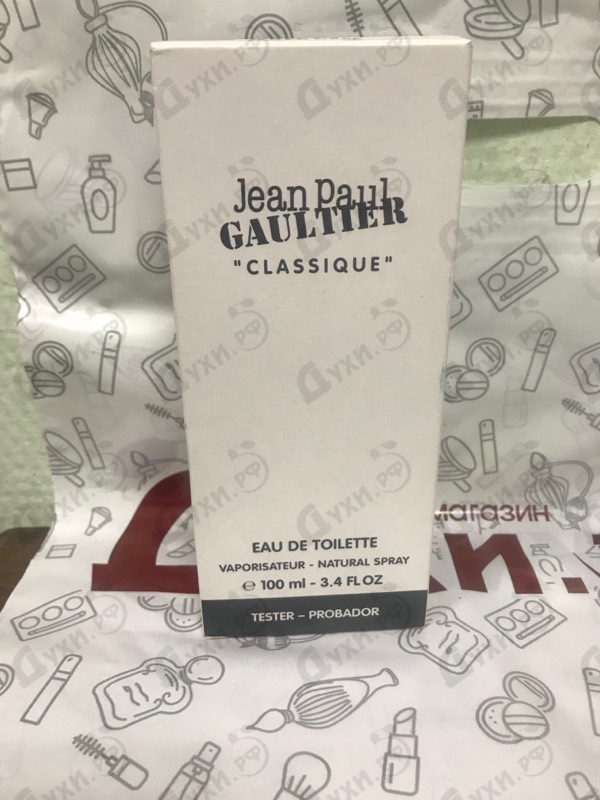 Jean Paul
GAULTIER
"CLASSIQUE"
EAU DE TOILETTE
VAPORISATEUR - NATURAL SPRAY
℮ 100 ml - 3.4 FL OZ
TESTER – PROBADOR
магазин
Духи.
Духи.РФ